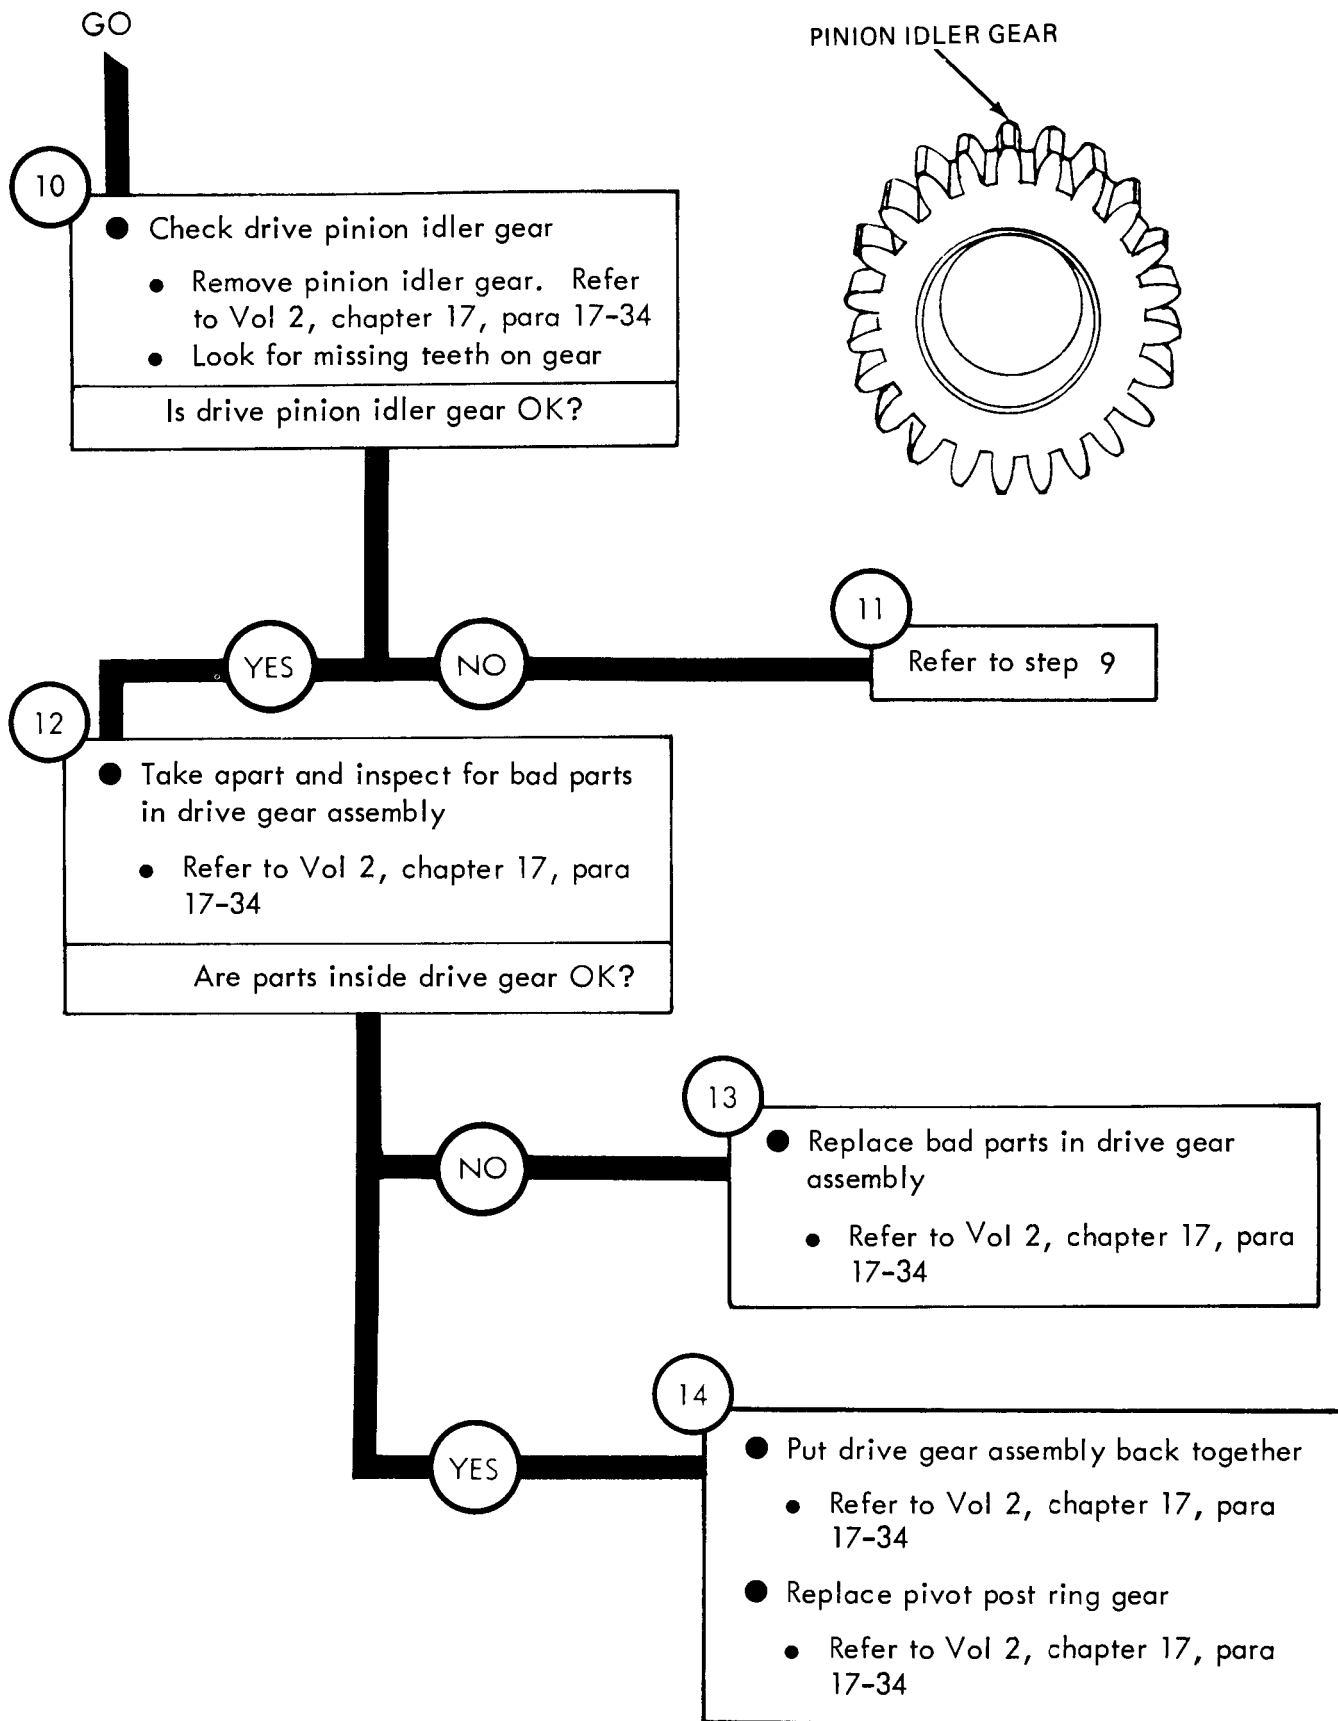 GO
PINION IDLER GEAR
10
● Check drive pinion idler gear
● Remove pinion idler gear. Refer
to Vol 2, chapter 17, para 17-34
● Look for missing teeth on gear
Is drive pinion idler gear OK?
YES
NO
11
Refer to step 9
12
● Take apart and inspect for bad parts
in drive gear assembly
● Refer to Vol 2, chapter 17, para
17-34
Are parts inside drive gear OK?
NO
13
● Replace bad parts in drive gear
assembly
● Refer to Vol 2, chapter 17, para
17-34
YES
14
● Put drive gear assembly back together
● Refer to Vol 2, chapter 17, para
17-34
● Replace pivot post ring gear
● Refer to Vol 2, chapter 17, para
17-34